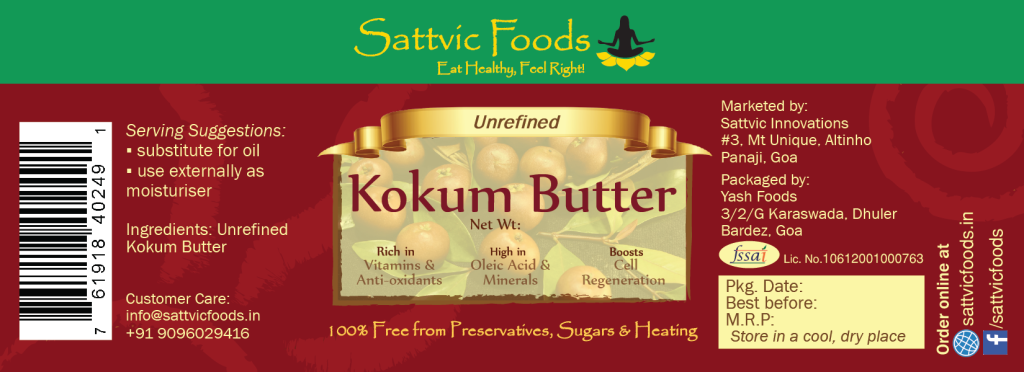 Sattvic Foods
Eat Healthy, Feel Right!
7 61918 40249 1
Serving Suggestions:
▪ substitute for oil
▪ use externally as
moisturiser
Ingredients: Unrefined
Kokum Butter
Customer Care:
info@sattvicfoods.in
+91 9096029416
Unrefined
Kokum Butter
Net Wt:
Rich in
Vitamins &
Anti-oxidants
High in
Oleic Acid &
Minerals
Boosts
Cell
Regeneration
100% Free from Preservatives, Sugars & Heating
Marketed by:
Sattvic Innovations
#3, Mt Unique, Altinho
Panaji, Goa
Packaged by:
Yash Foods
3/2/G Karaswada, Dhuler
Bardez, Goa
fssai
Lic. No.10612001000763
Pkg. Date:
Best before:
M.R.P:
Store in a cool, dry place
Order online at
sattvicfoods.in
f /sattvicfoods